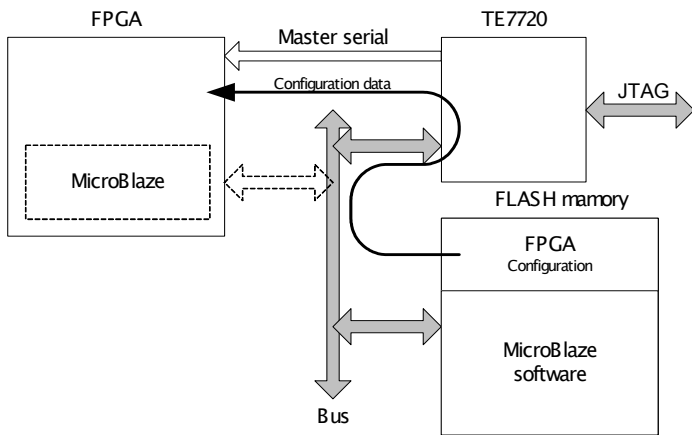 FPGA
TE7720
Master serial
Configuration data
JTAG
MicroBlaze
FLASH mamory
FPGA
Configuration
MicroBlaze
software
Bus